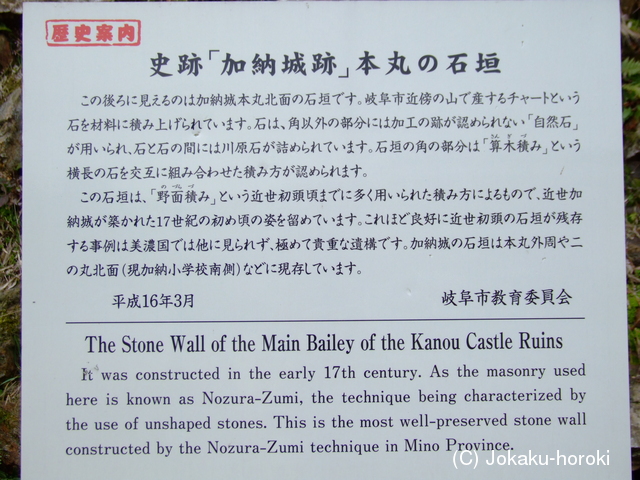 歴史案内
史跡「加納城跡」本丸の石垣
この後ろに見えるのは加納城本丸北面の石垣です。岐阜市近傍の山で産するチャートという
石を材料に積み上げられています。石は、角以外の部分には加工の跡が認められない「自然石」
が用いられ、石と石の間には川原石が詰められています。石垣の角の部分は「算木積み」という
さんぎづ
横長の石を交互に組み合わせた積み方が認められます。
のづらづ
この石垣は、「野面積み」という近世初頭頃までに多く用いられた積み方によるもので、近世加
納城が築かれた17世紀の初め頃の姿を留めています。これほど良好に近世初頭の石垣が残存
する事例は美濃国では他に見られず、極めて貴重な遺構です。加納城の石垣は本丸外周や二
の丸北面(現加納小学校南側)などに現存しています。
平成16年3月 岐阜市教育委員会
The Stone Wall of the Main Bailey of the Kanou Castle Ruins
It was constructed in the early 17th century. As the masonry used
here is known as Nozura-Zumi, the technique being characterized by
the use of unshaped stones. This is the most well-preserved stone wall
constructed by the Nozura-Zumi technique in Mino Province.
(C) Jokaku-horoki